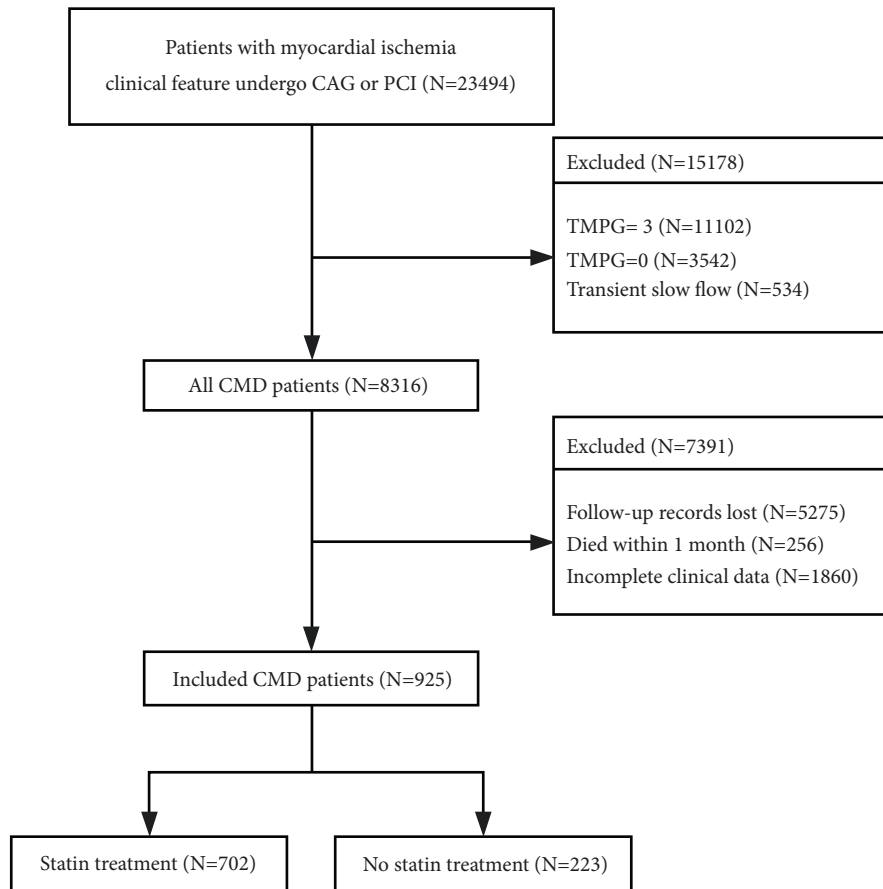 Patients with myocardial ischemia
clinical feature undergo CAG or PCI (N=23494)
Excluded (N=15178)
TMPG= 3 (N=11102)
TMPG=0 (N=3542)
Transient slow flow (N=534)
All CMD patients (N=8316)
Excluded (N=7391)
Follow-up records lost (N=5275)
Died within 1 month (N=256)
Incomplete clinical data (N=1860)
Included CMD patients (N=925)
Statin treatment (N=702)
No statin treatment (N=223)